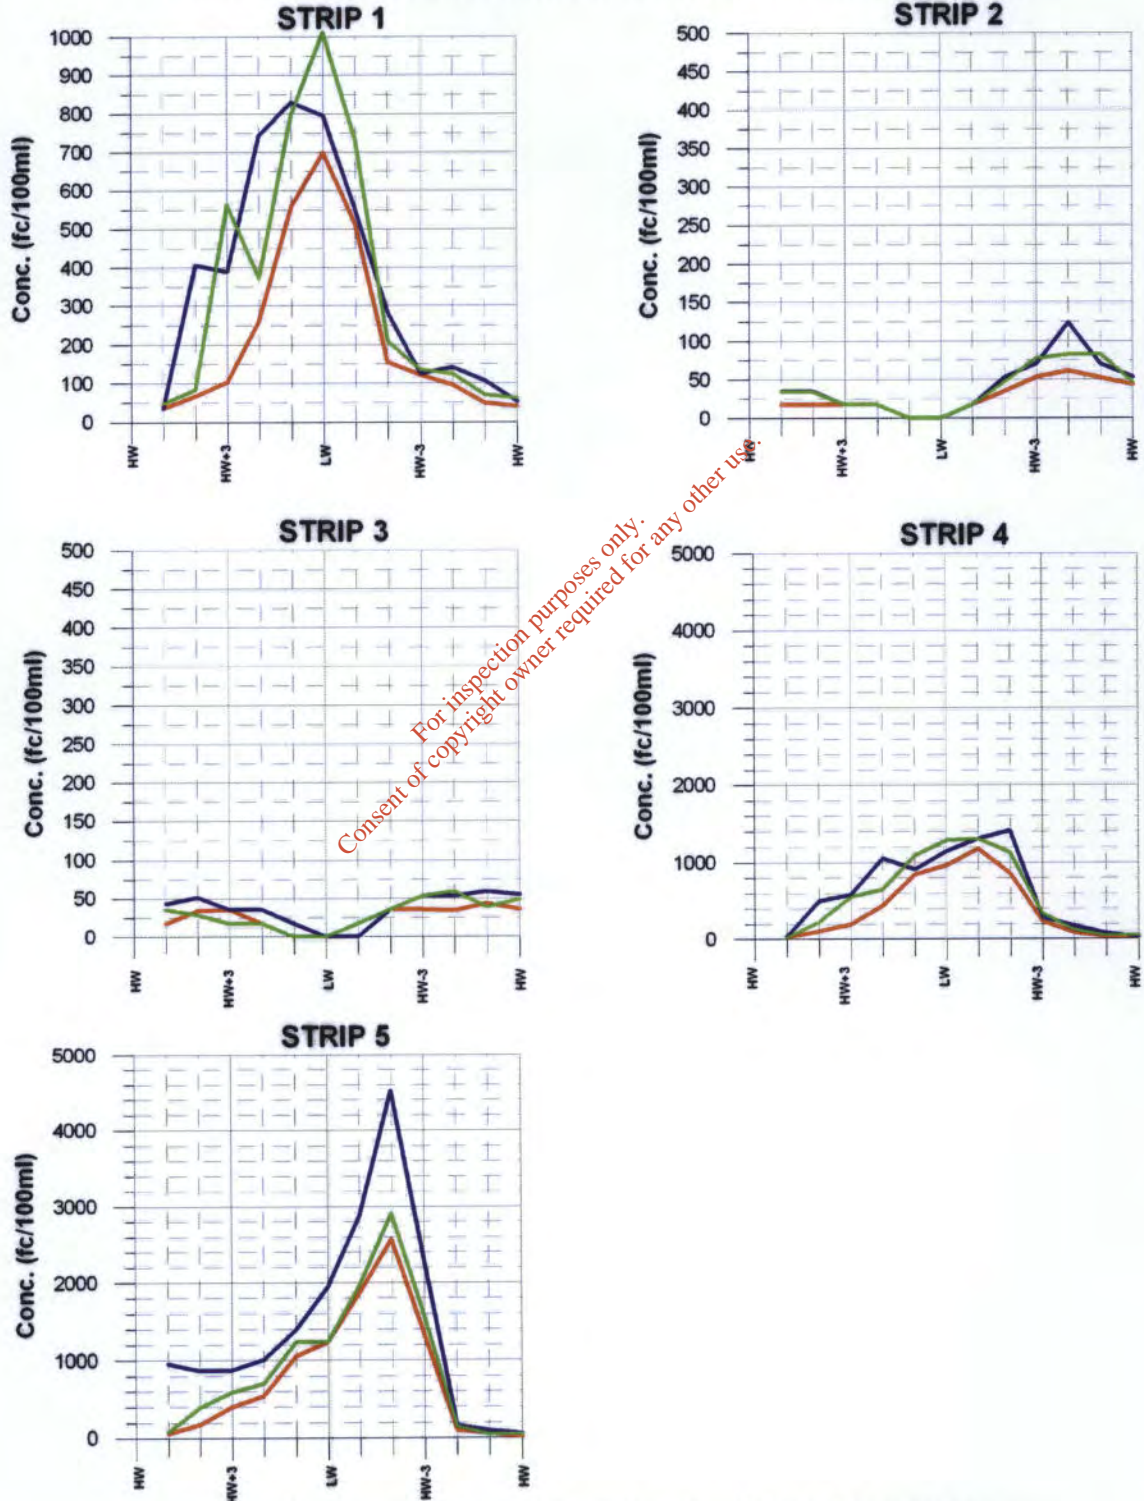 STRIP 1
Conc. (fc/100ml)
1000
900
800
700
600
500
400
300
200
100
0
HW
HW+3
LW
HW-3
HW
STRIP 2
Conc. (fc/100ml)
500
450
400
350
300
250
200
150
100
50
0
HW
HW+3
LW
HW-3
HW
For inspection purposes only.
Consent of copyright owner required for any other use.
STRIP 3
Conc. (fc/100ml)
500
450
400
350
300
250
200
150
100
50
0
HW
HW+3
LW
HW-3
HW
STRIP 4
Conc. (fc/100ml)
5000
4000
3000
2000
1000
0
HW
HW+3
LW
HW-3
HW
STRIP 5
Conc. (fc/100ml)
5000
4000
3000
2000
1000
0
HW
HW+3
LW
HW-3
HW